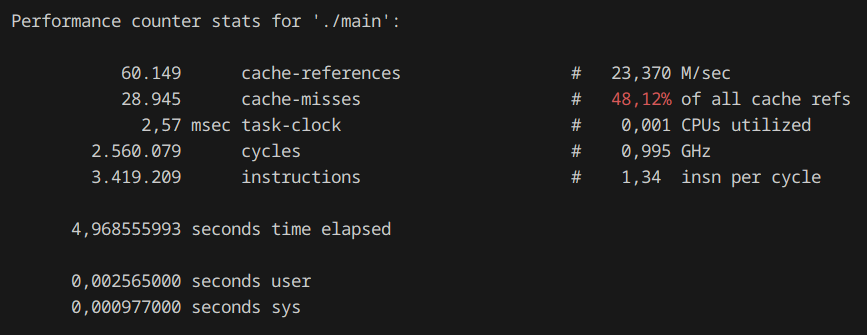 Performance counter stats for './main':
60.149 cache-references # 23,370 M/sec
28.945 cache-misses # 48,12% of all cache refs
2,57 msec task-clock # 0,001 CPUs utilized
2.560.079 cycles # 0,995 GHz
3.419.209 instructions # 1,34 insn per cycle
4,968555993 seconds time elapsed
0,002565000 seconds user
0,000977000 seconds sys